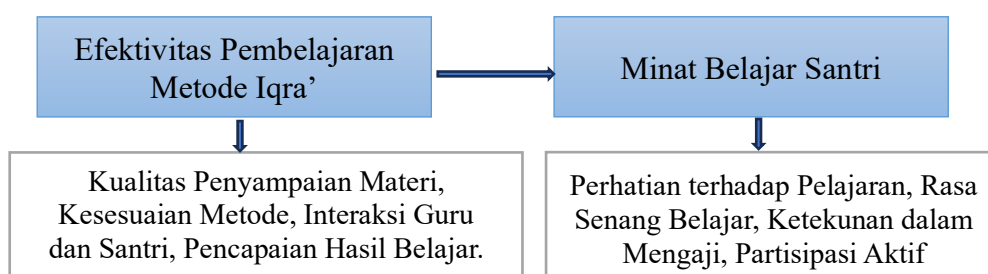 Efektivitas Pembelajaran
Metode Iqra’
Minat Belajar Santri
Kualitas Penyampaian Materi,
Kesesuaian Metode, Interaksi Guru
dan Santri, Pencapaian Hasil Belajar.
Perhatian terhadap Pelajaran, Rasa
Senang Belajar, Ketekunan dalam
Mengaji, Partisipasi Aktif